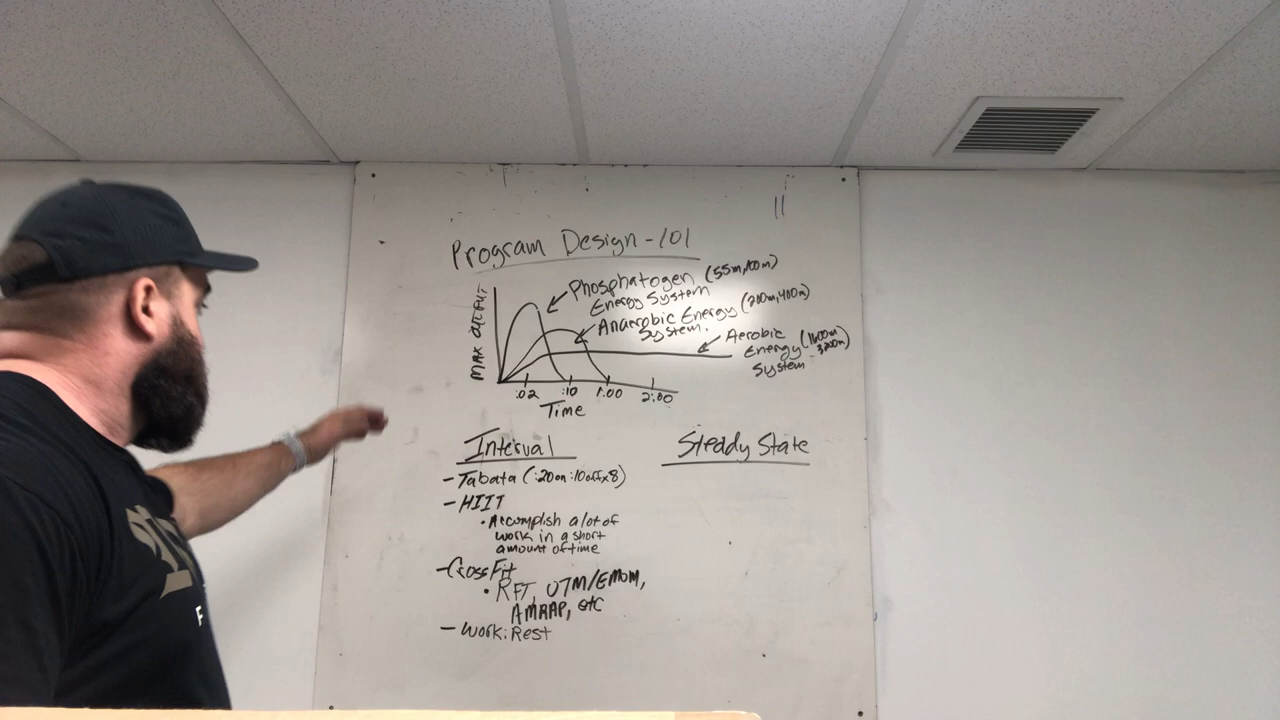 Program Design - 101
Phosphatogen (55m, 100m)
Energy System
Anaerobic Energy (200m, 400m)
System.
Aerobic (1600m
Energy 3200m)
System
MAX OUTPUT
:02 :10 1:00 2:00
Time
Interval
- Tabata (:20on :10off x8)
- HIIT
• Accomplish a lot of
work in a short
amount of time
- CrossFit
• RFT, OTM/EMOM,
AMRAP, etc
- Work:Rest
Steady State